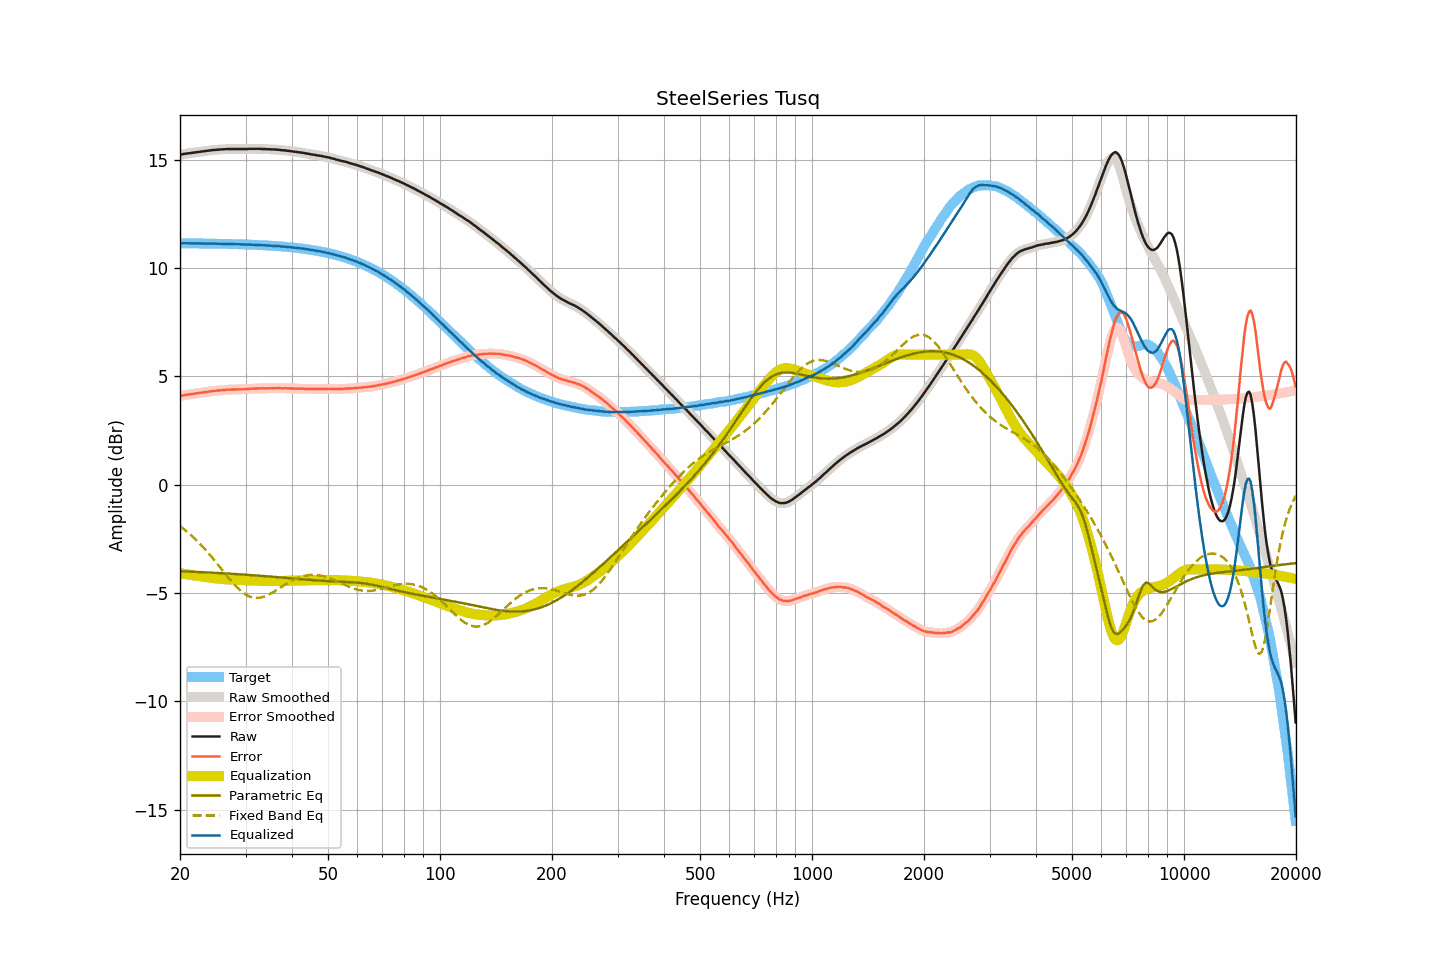 SteelSeries Tusq
15
10
5
0
−5
−10
−15
Amplitude (dBr)
Target
Raw Smoothed
Error Smoothed
Raw
Error
Equalization
Parametric Eq
Fixed Band Eq
Equalized
20 50 100 200 500 1000 2000 5000 10000 20000
Frequency (Hz)